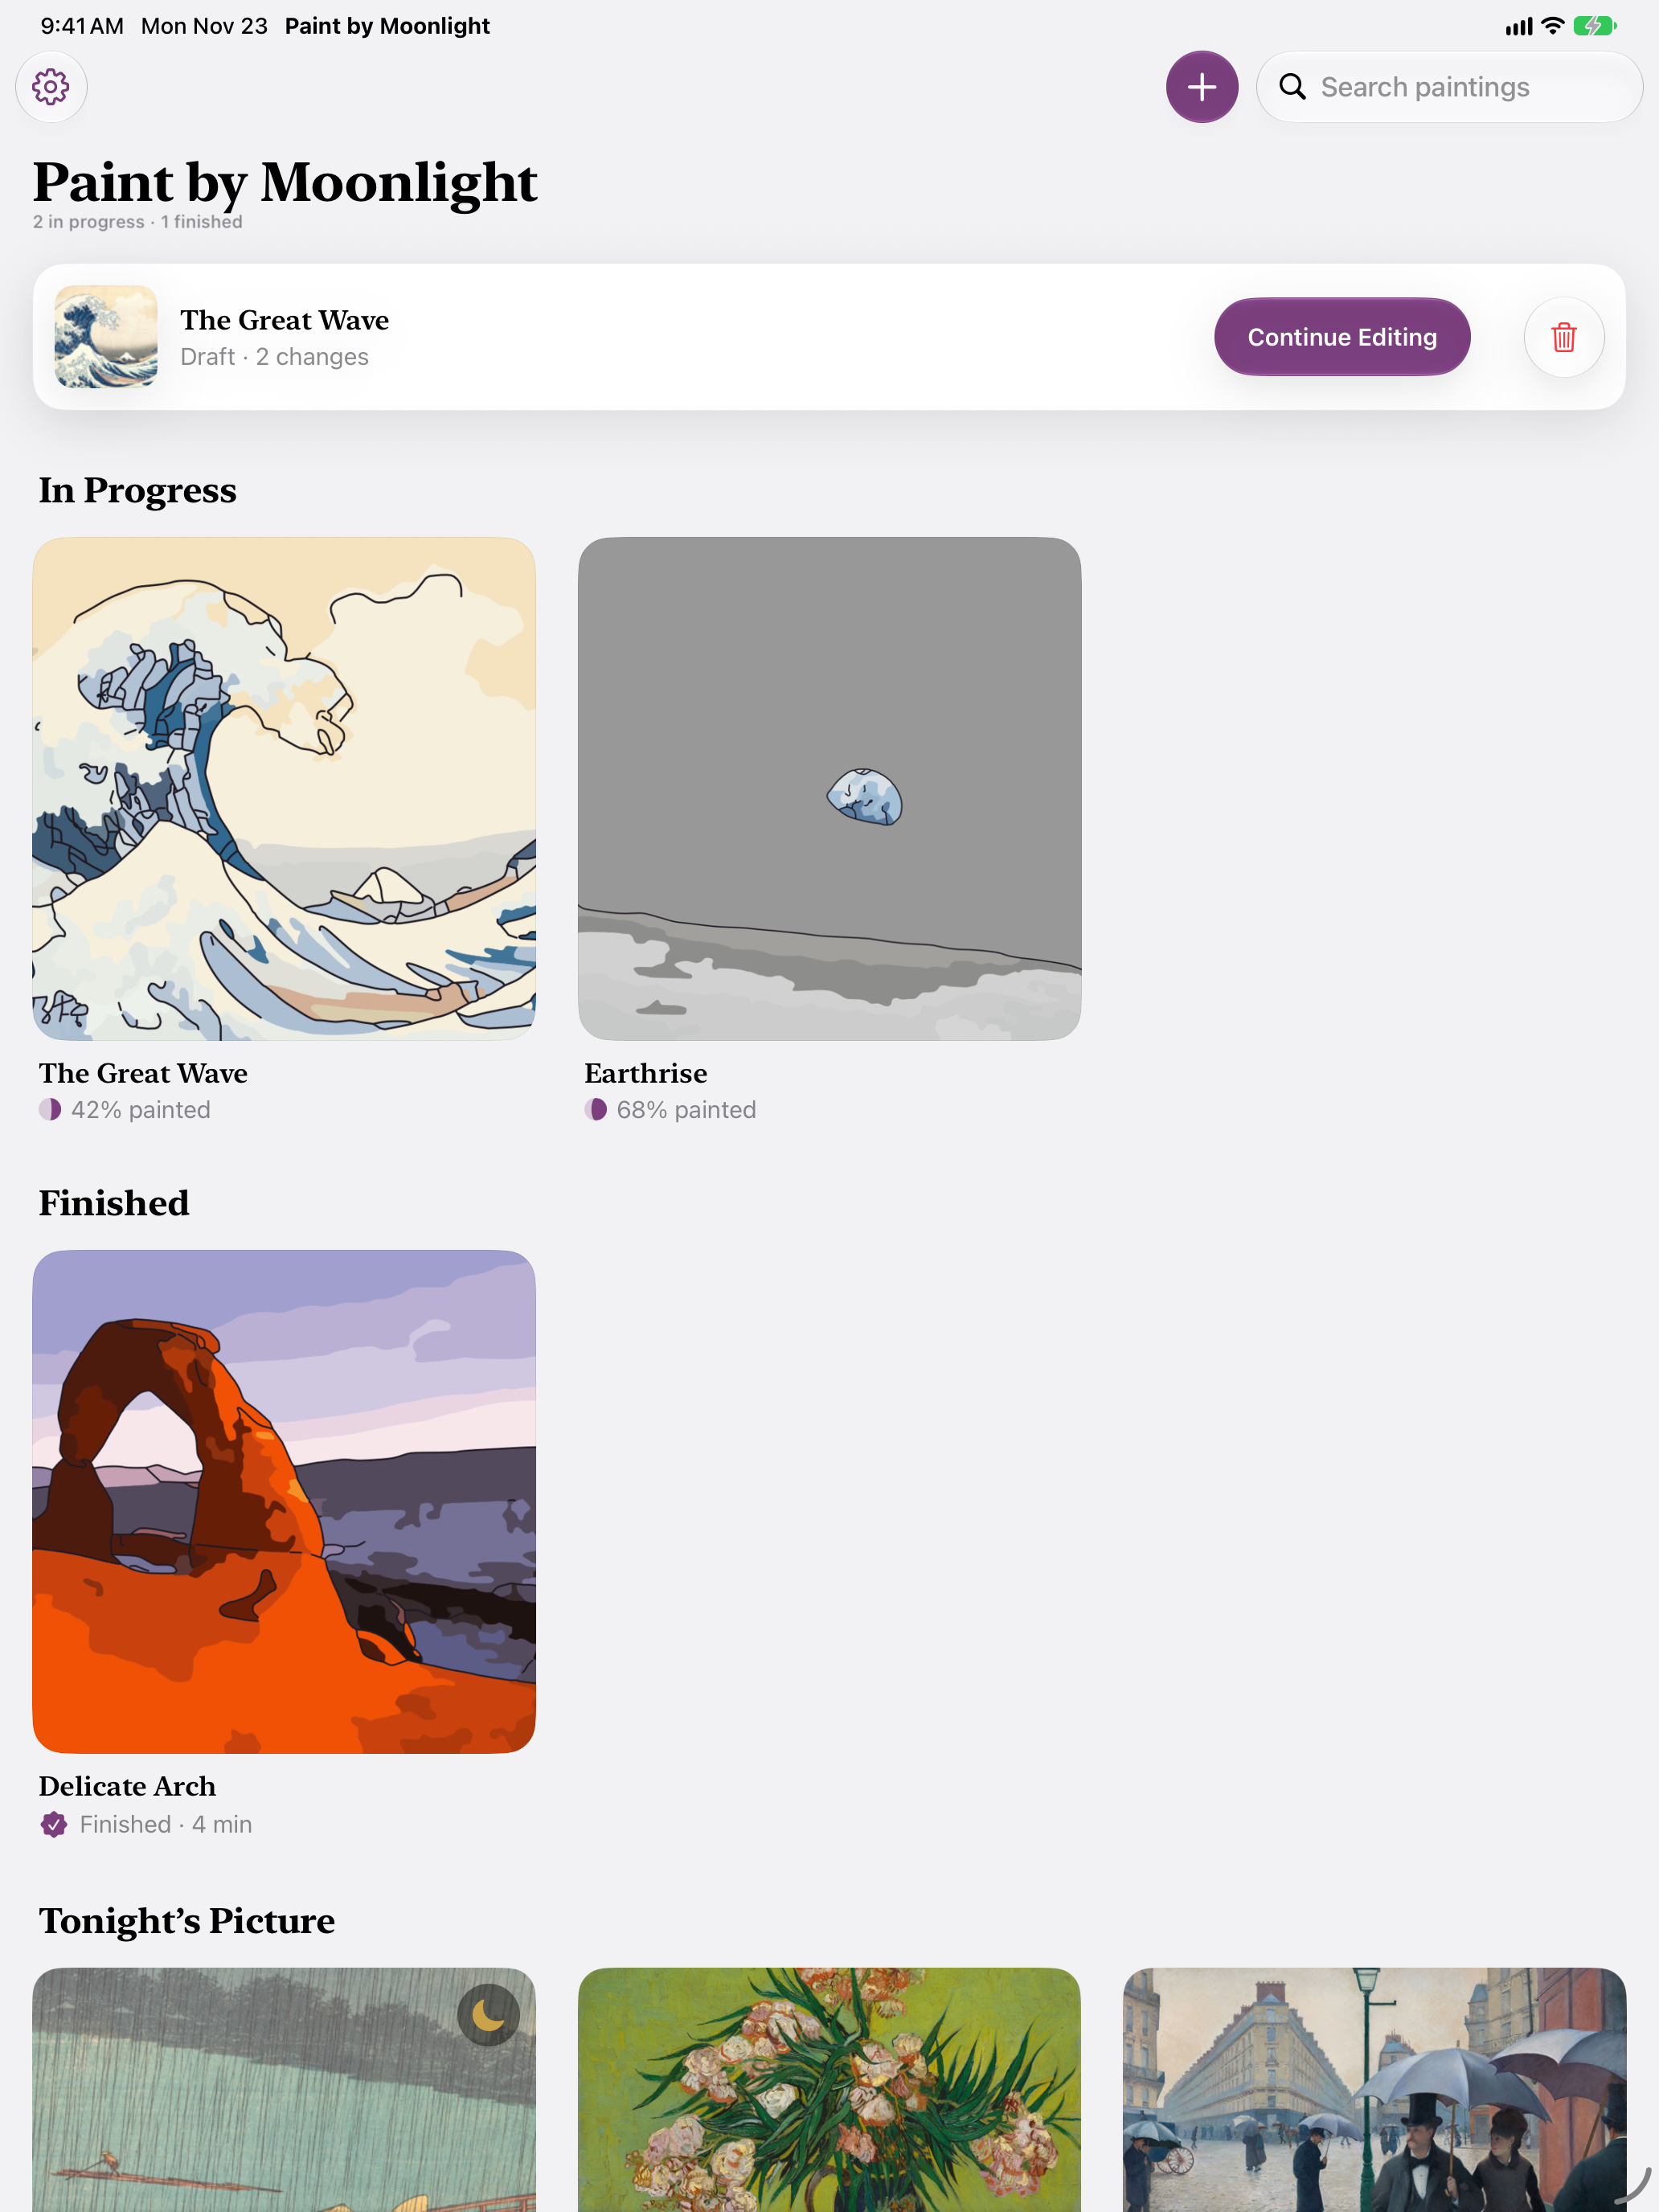 9:41 AM Mon Nov 23 Paint by Moonlight
Search paintings
Paint by Moonlight
2 in progress · 1 finished
The Great Wave
Draft · 2 changes
Continue Editing
In Progress
The Great Wave
42% painted
Earthrise
68% painted
Finished
Delicate Arch
Finished · 4 min
Tonight’s Picture